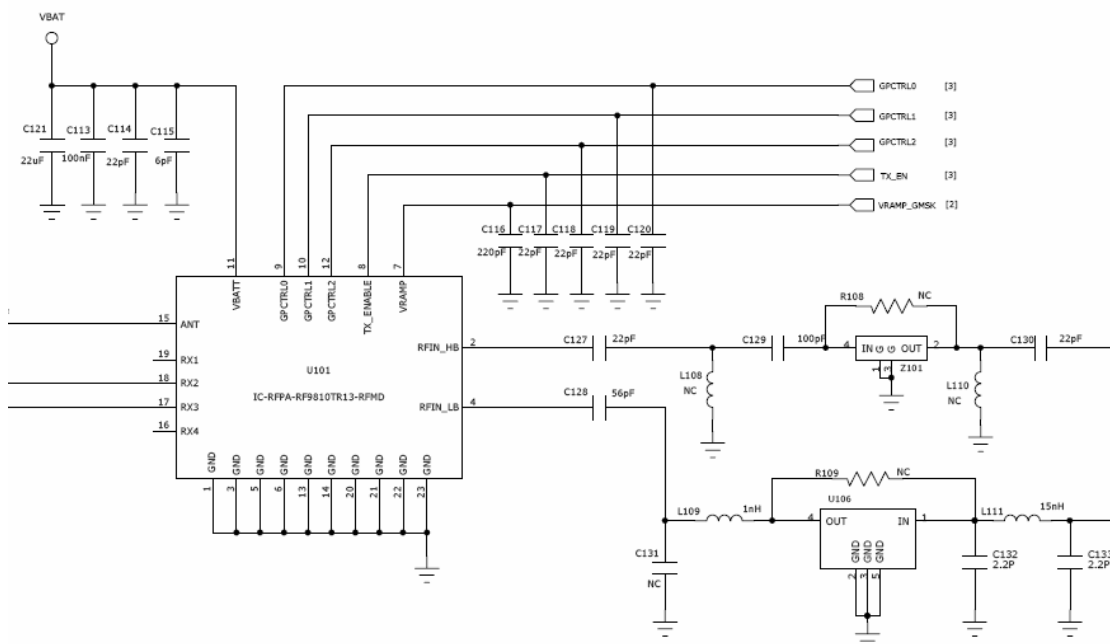 VBAT
GPCTRL0 [3]
GPCTRL1 [3]
GPCTRL2 [3]
TX_EN [3]
VRAMP_GMSK [2]
C121 C113 C114 C115
22uF 100nF 22pF 6pF
C116 C117 C118 C119 C120
220pF 22pF 22pF 22pF 22pF
11 9 10 12 8 7
VBATT GPCTRL0 GPCTRL1 GPCTRL2 TX_ENABLE VRAMP
15 ANT
19 RX1
18 RX2
17 RX3
16 RX4
U101
IC-RFPA-RF9810TR13-RFMD
RFIN_HB 2
RFIN_LB 4
GND GND GND GND GND GND GND GND GND GND
1 3 5 6 13 14 20 21 22 23
C127 22pF
C128 56pF
L108
NC
C129 100pF
R108 NC
4 IN G G OUT 2
1 3 Z101
L110
NC
C130 22pF
R109 NC
U106
L109 1nH
4 OUT IN 1
GND GND GND
2 3 5
L111 15nH
C131
NC
C132
2.2P
C133
2.2P